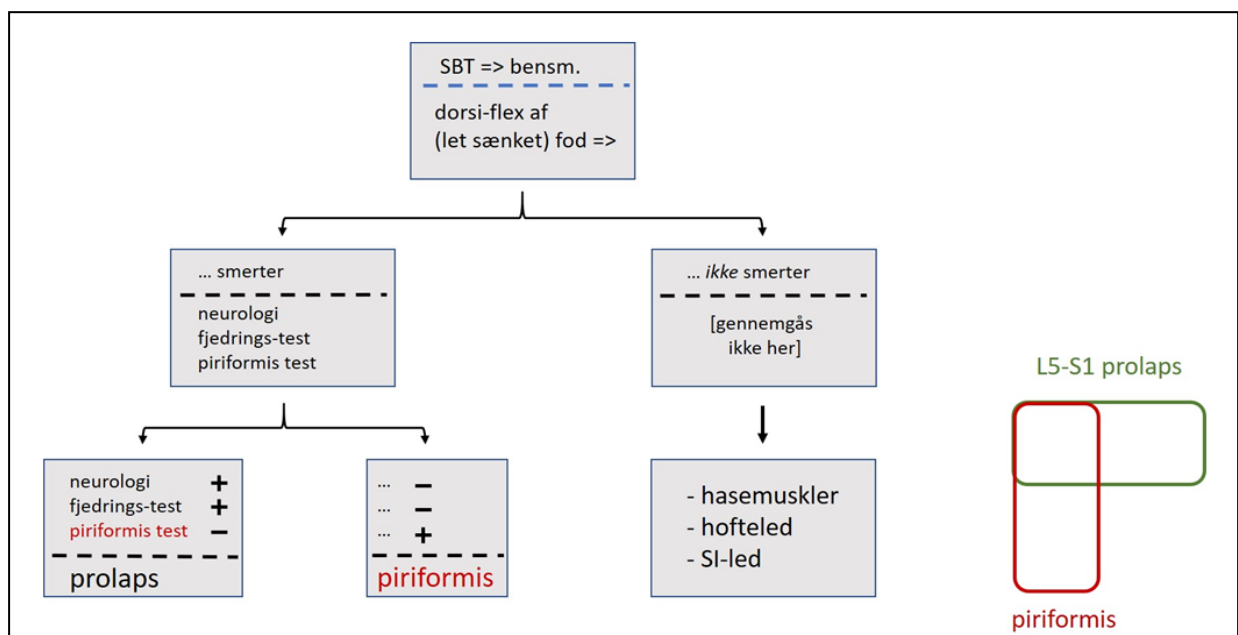 SBT => bensm.
dorsi-flex af
(let sænket) fod =>
... smerter
neurologi
fjedrings-test
piriformis test
... ikke smerter
[gennemgås
ikke her]
neurologi +
fjedrings-test +
piriformis test −
prolaps
... −
... −
... +
piriformis
- hasemuskler
- hofteled
- SI-led
L5-S1 prolaps
piriformis